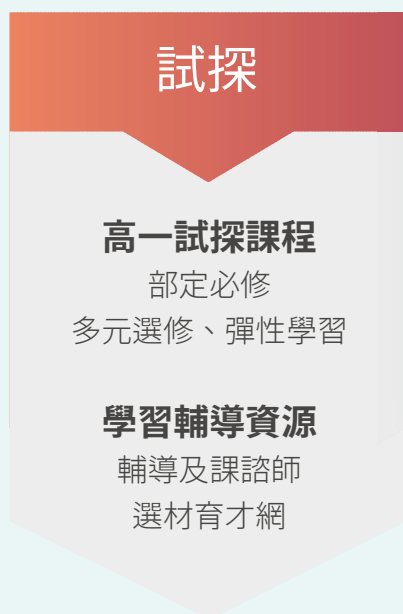 試探
高一試探課程
部定必修
多元選修、彈性學習
學習輔導資源
輔導及課諮師
選材育才網